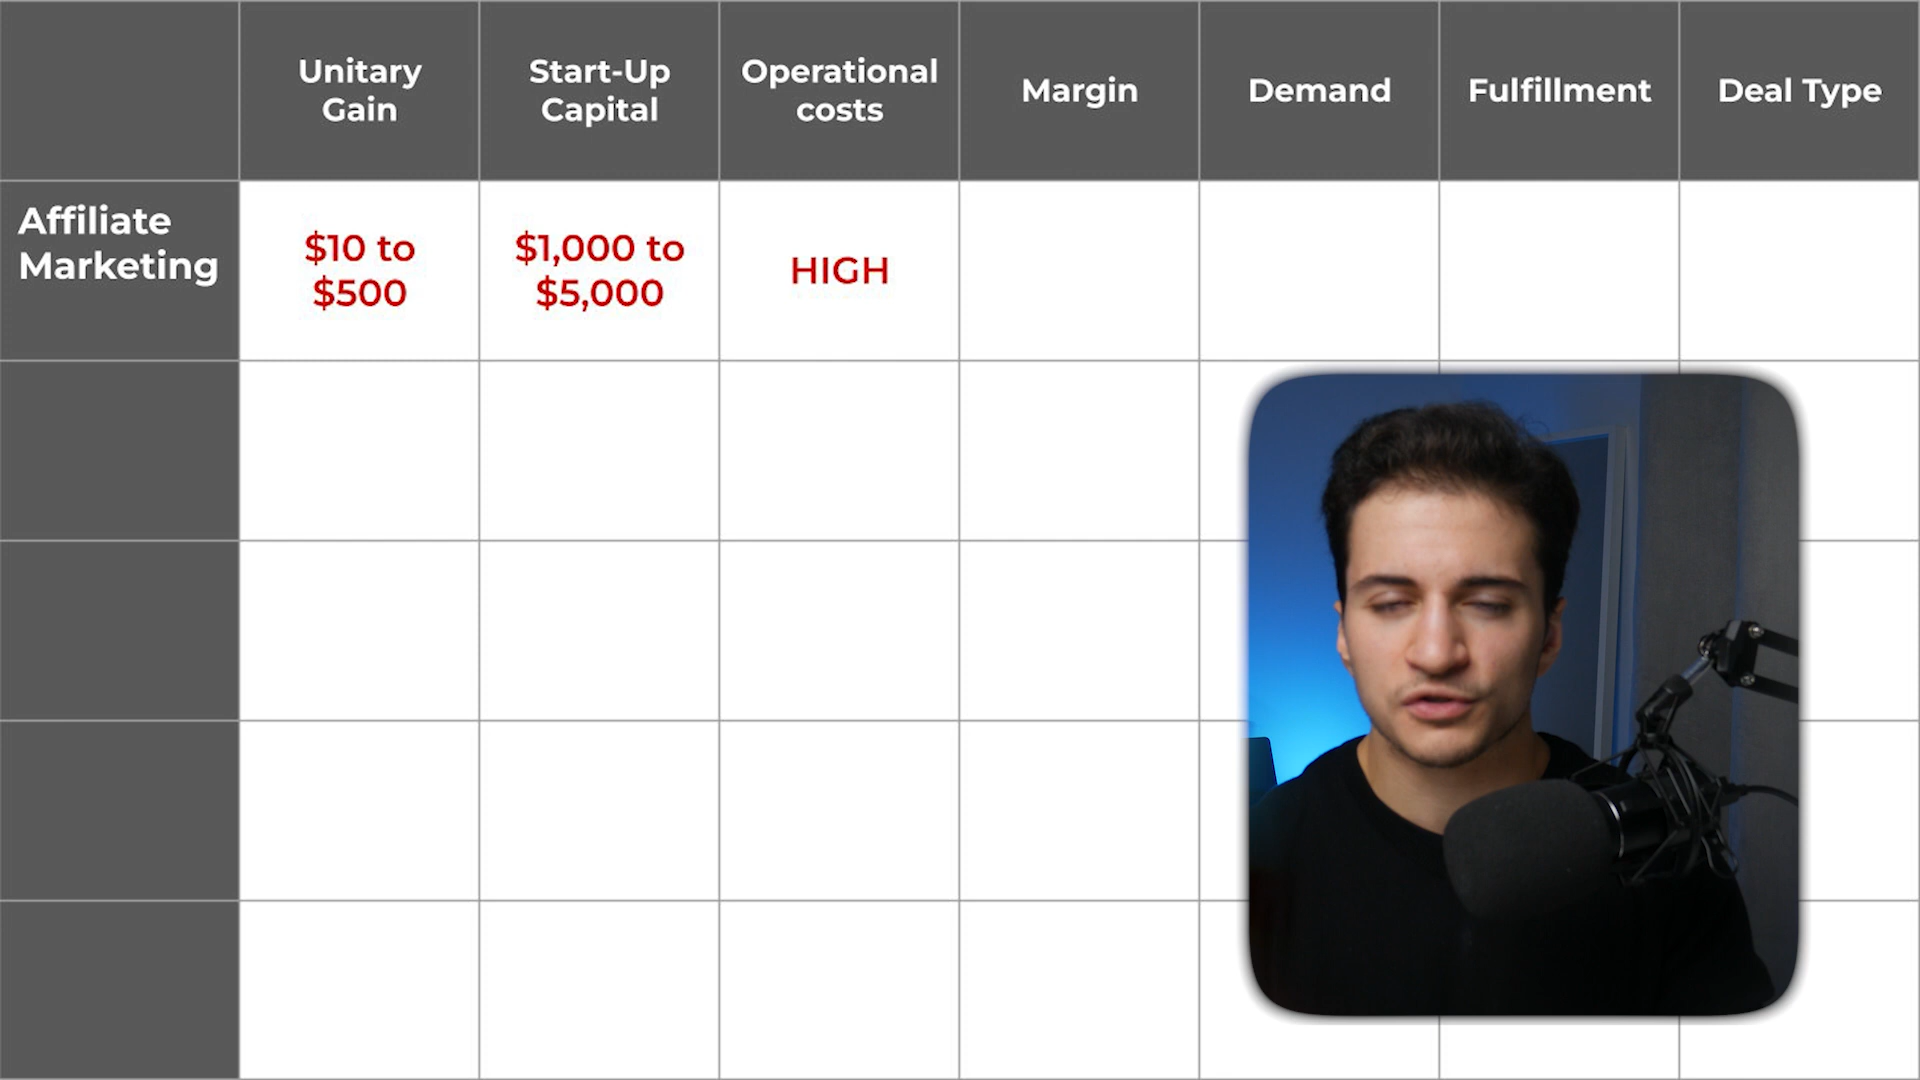 Unitary
Gain
Start-Up
Capital
Operational
costs
Margin
Demand
Fulfillment
Deal Type
Affiliate
Marketing
$10 to
$500
$1,000 to
$5,000
HIGH